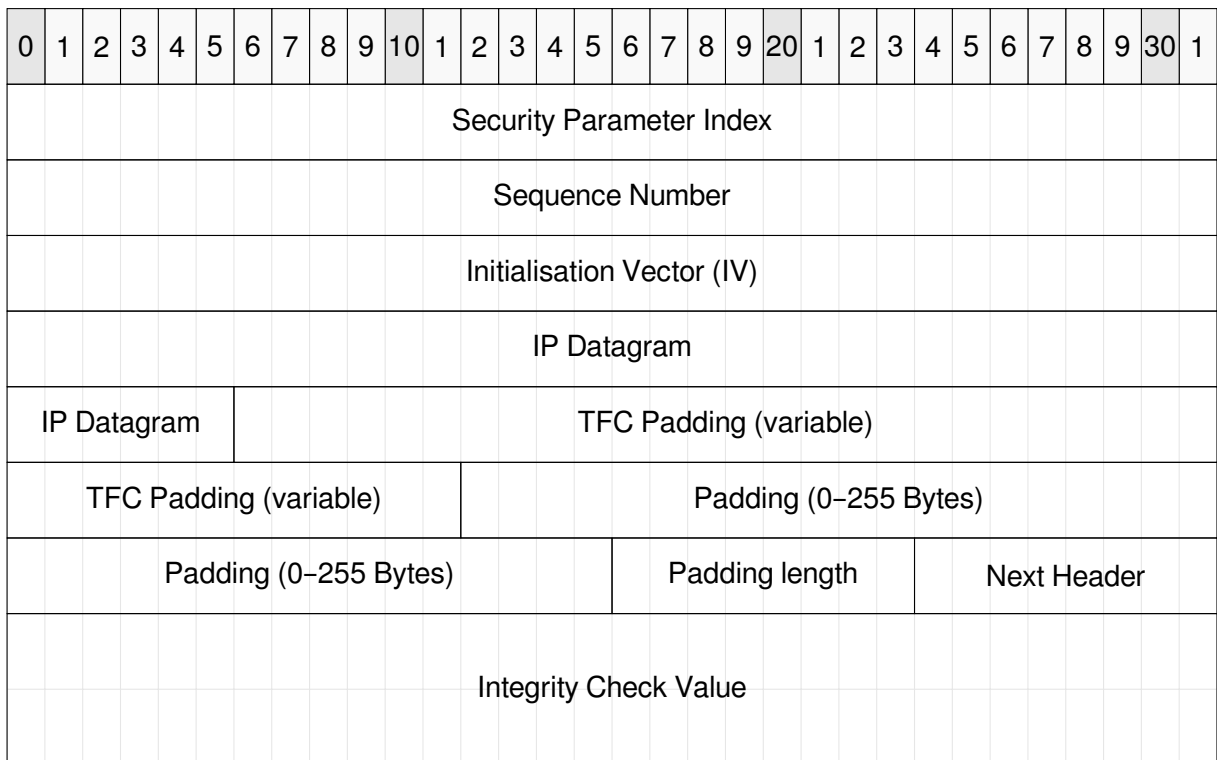 0 1 2 3 4 5 6 7 8 9 10 1 2 3 4 5 6 7 8 9 20 1 2 3 4 5 6 7 8 9 30 1
Security Parameter Index
Sequence Number
Initialisation Vector (IV)
IP Datagram
IP Datagram TFC Padding (variable)
TFC Padding (variable) Padding (0–255 Bytes)
Padding (0–255 Bytes) Padding length Next Header
Integrity Check Value